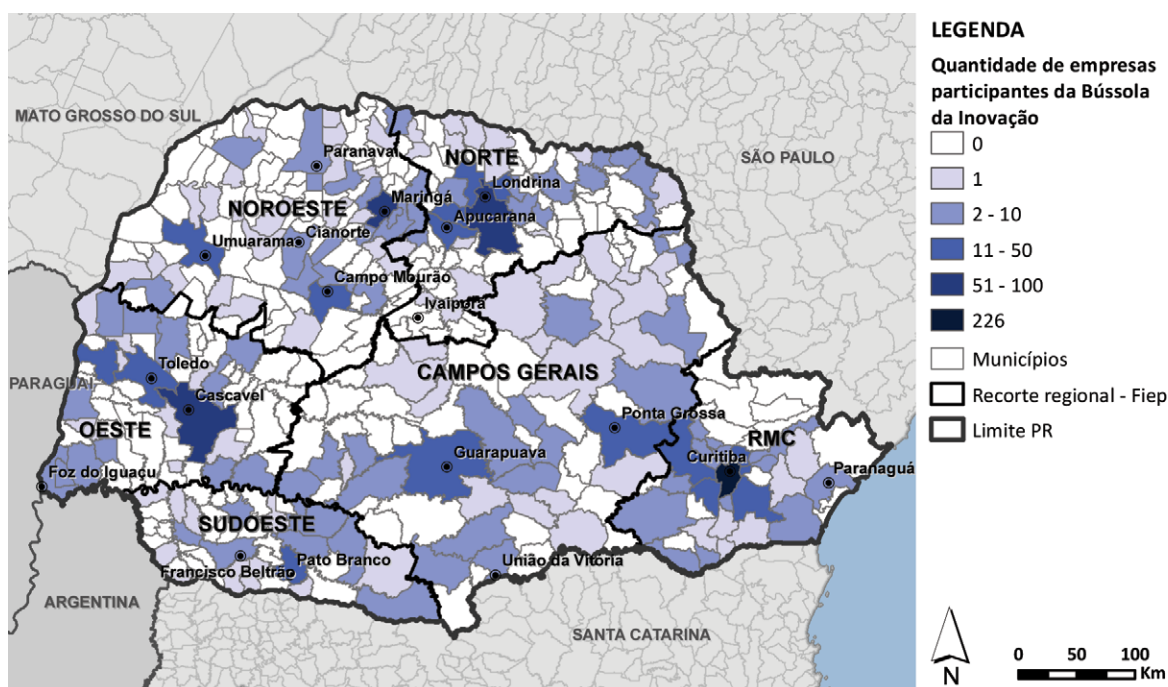 MATO GROSSO DO SUL
SÃO PAULO
PARAGUAI
ARGENTINA
SANTA CATARINA
NOROESTE
NORTE
CAMPOS GERAIS
OESTE
SUDOESTE
RMC
Paranavaí
Londrina
Maringá
Apucarana
Cianorte
Umuarama
Campo Mourão
Ivaiporã
Toledo
Cascavel
Ponta Grossa
Guarapuava
Curitiba
Paranaguá
Foz do Iguaçu
Pato Branco
Francisco Beltrão
União da Vitória
LEGENDA
Quantidade de empresas
participantes da Bússola
da Inovação
0
1
2 - 10
11 - 50
51 - 100
226
Municípios
Recorte regional - Fiep
Limite PR
N
0 50 100
Km